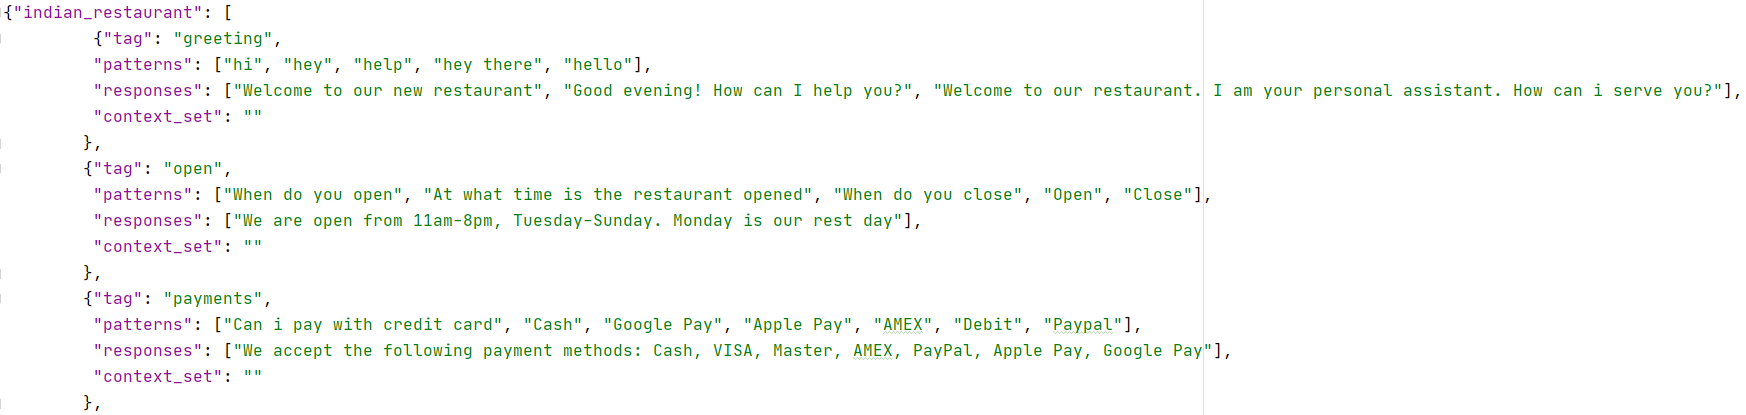 {"indian_restaurant": [
{"tag": "greeting",
"patterns": ["hi", "hey", "help", "hey there", "hello"],
"responses": ["Welcome to our new restaurant", "Good evening! How can I help you?", "Welcome to our restaurant. I am your personal assistant. How can i serve you?"],
"context_set": ""
},
{"tag": "open",
"patterns": ["When do you open", "At what time is the restaurant opened", "When do you close", "Open", "Close"],
"responses": ["We are open from 11am-8pm, Tuesday-Sunday. Monday is our rest day"],
"context_set": ""
},
{"tag": "payments",
"patterns": ["Can i pay with credit card", "Cash", "Google Pay", "Apple Pay", "AMEX", "Debit", "Paypal"],
"responses": ["We accept the following payment methods: Cash, VISA, Master, AMEX, PayPal, Apple Pay, Google Pay"],
"context_set": ""
},